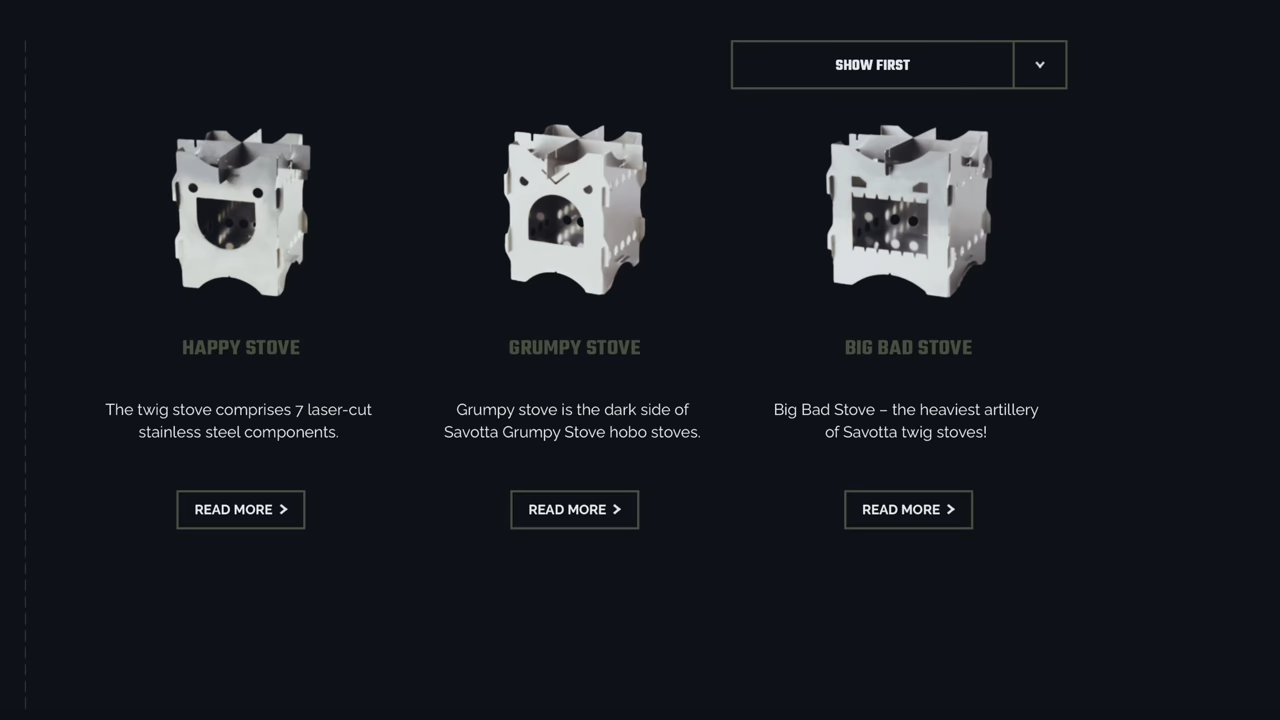 SHOW FIRST
HAPPY STOVE
The twig stove comprises 7 laser-cut
stainless steel components.
READ MORE
GRUMPY STOVE
Grumpy stove is the dark side of
Savotta Grumpy Stove hobo stoves.
READ MORE
BIG BAD STOVE
Big Bad Stove – the heaviest artillery
of Savotta twig stoves!
READ MORE